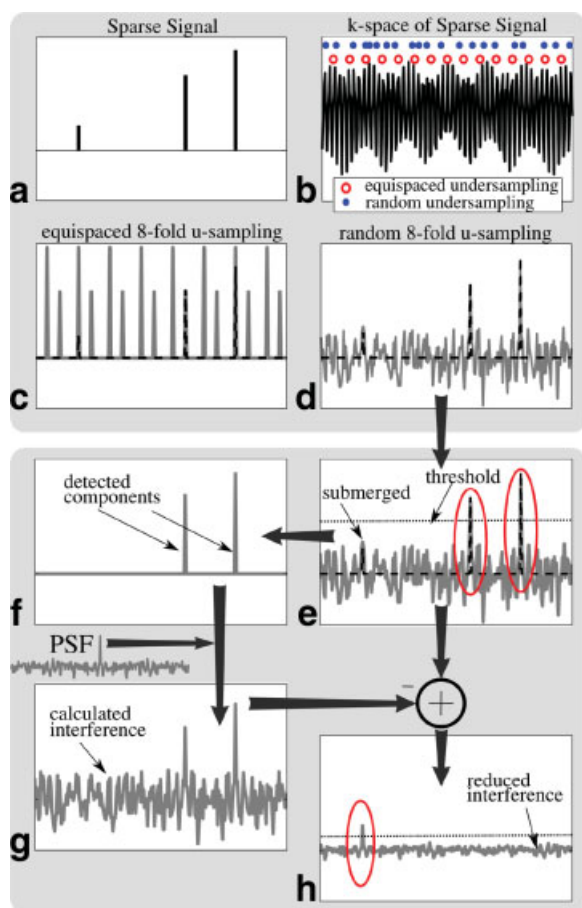 Sparse Signal
k-space of Sparse Signal
a
b
equispaced undersampling
random undersampling
equispaced 8-fold u-sampling
random 8-fold u-sampling
c
d
detected
components
threshold
submerged
f
e
PSF
calculated
interference
-
+
reduced
interference
g
h